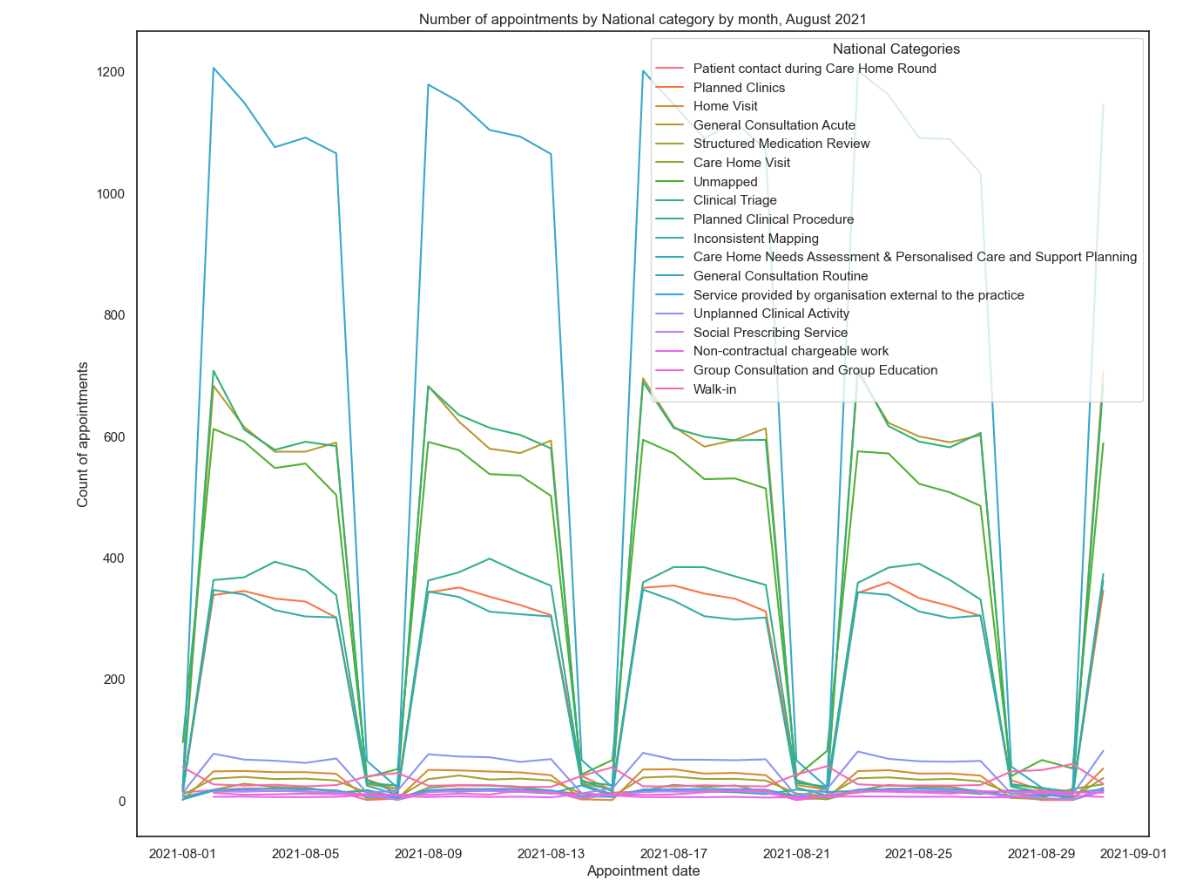 Number of appointments by National category by month, August 2021
National Categories
Patient contact during Care Home Round
Planned Clinics
Home Visit
General Consultation Acute
Structured Medication Review
Care Home Visit
Unmapped
Clinical Triage
Planned Clinical Procedure
Inconsistent Mapping
Care Home Needs Assessment & Personalised Care and Support Planning
General Consultation Routine
Service provided by organisation external to the practice
Unplanned Clinical Activity
Social Prescribing Service
Non-contractual chargeable work
Group Consultation and Group Education
Walk-in
Count of appointments
1200
1000
800
600
400
200
0
2021-08-01 2021-08-05 2021-08-09 2021-08-13 2021-08-17 2021-08-21 2021-08-25 2021-08-29 2021-09-01
Appointment date